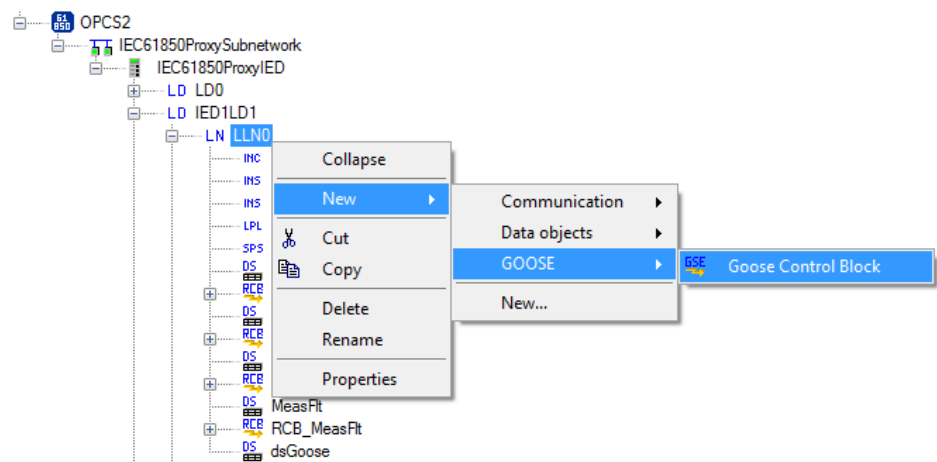 61 850 OPCS2
IEC61850ProxySubnetwork
IEC61850ProxyIED
LD LD0
LD IED1LD1
LN LLN0
INC
INS
INS
LPL
SPS
DS
RCB
DS
RCB
DS
RCB
DS MeasFlt
RCB RCB_MeasFlt
DS dsGoose
Collapse
New
Cut
Copy
Delete
Rename
Properties
Communication
Data objects
GOOSE
New...
GSE Goose Control Block